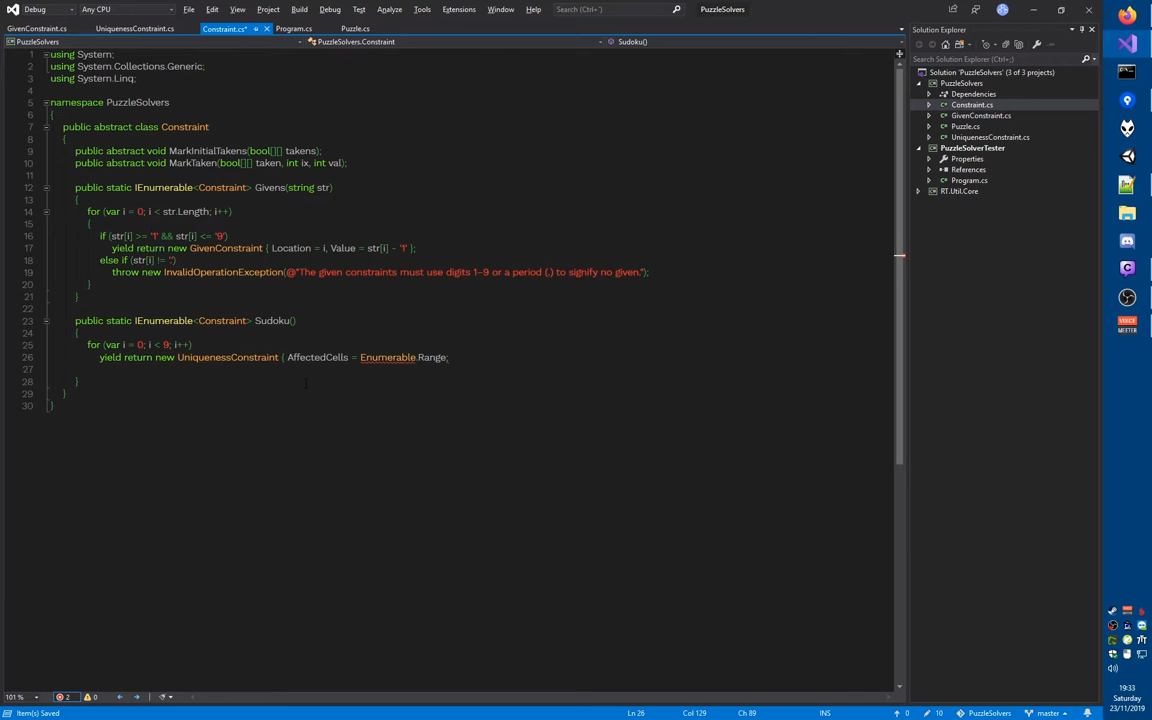 File Edit View Project Build Debug Test Analyze Tools Extensions Window Help Search (Ctrl+') PuzzleSolvers
GivenConstraint.cs UniquenessConstraint.cs Constraint.cs* Program.cs Puzzle.cs
PuzzleSolvers PuzzleSolvers.Constraint Sudoku()
1 using System;
2 using System.Collections.Generic;
3 using System.Linq;
4
5 namespace PuzzleSolvers
6 {
7 public abstract class Constraint
8 {
9 public abstract void MarkInitialTakens(bool[][] takens);
10 public abstract void MarkTaken(bool[][] taken, int ix, int val);
11
12 public static IEnumerable<Constraint> Givens(string str)
13 {
14 for (var i = 0; i < str.Length; i++)
15 {
16 if (str[i] >= '1' && str[i] <= '9')
17 yield return new GivenConstraint { Location = i, Value = str[i] - '1' };
18 else if (str[i] != '.')
19 throw new InvalidOperationException(@"The given constraints must use digits 1–9 or a period (.) to signify no given.");
20 }
21 }
22
23 public static IEnumerable<Constraint> Sudoku()
24 {
25 for (var i = 0; i < 9; i++)
26 yield return new UniquenessConstraint { AffectedCells = Enumerable.Range;
27
28 }
29 }
30 }
101 % 2 0
Item(s) Saved Ln 26 Col 129 Ch 89 INS 0 10 PuzzleSolvers master
Solution Explorer
Search Solution Explorer (Ctrl+;)
Solution 'PuzzleSolvers' (3 of 3 projects)
PuzzleSolvers
Dependencies
Constraint.cs
GivenConstraint.cs
Puzzle.cs
UniquenessConstraint.cs
PuzzleSolverTester
Properties
References
Program.cs
RT.Util.Core
VOICE
MEETER
19:33
Saturday
23/11/2019